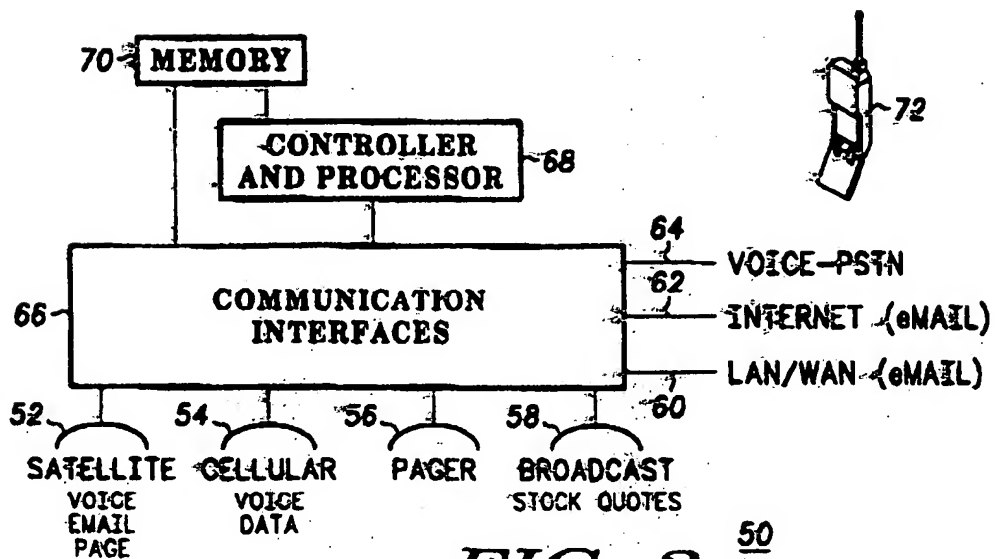 70 MEMORY
CONTROLLER
AND PROCESSOR 68
72
66 COMMUNICATION
INTERFACES
64 VOICE-PSTN
62 INTERNET (eMAIL)
LAN/WAN (eMAIL)
60
52 54 56 58
SATELLITE CELLULAR PAGER BROADCAST
VOICE VOICE STOCK QUOTES
EMAIL DATA
PAGE
50